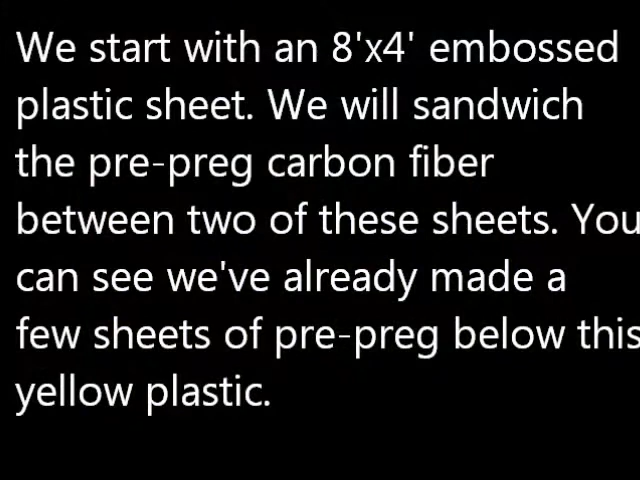 We start with an 8'x4' embossed
plastic sheet. We will sandwich
the pre-preg carbon fiber
between two of these sheets. You
can see we've already made a
few sheets of pre-preg below this
yellow plastic.